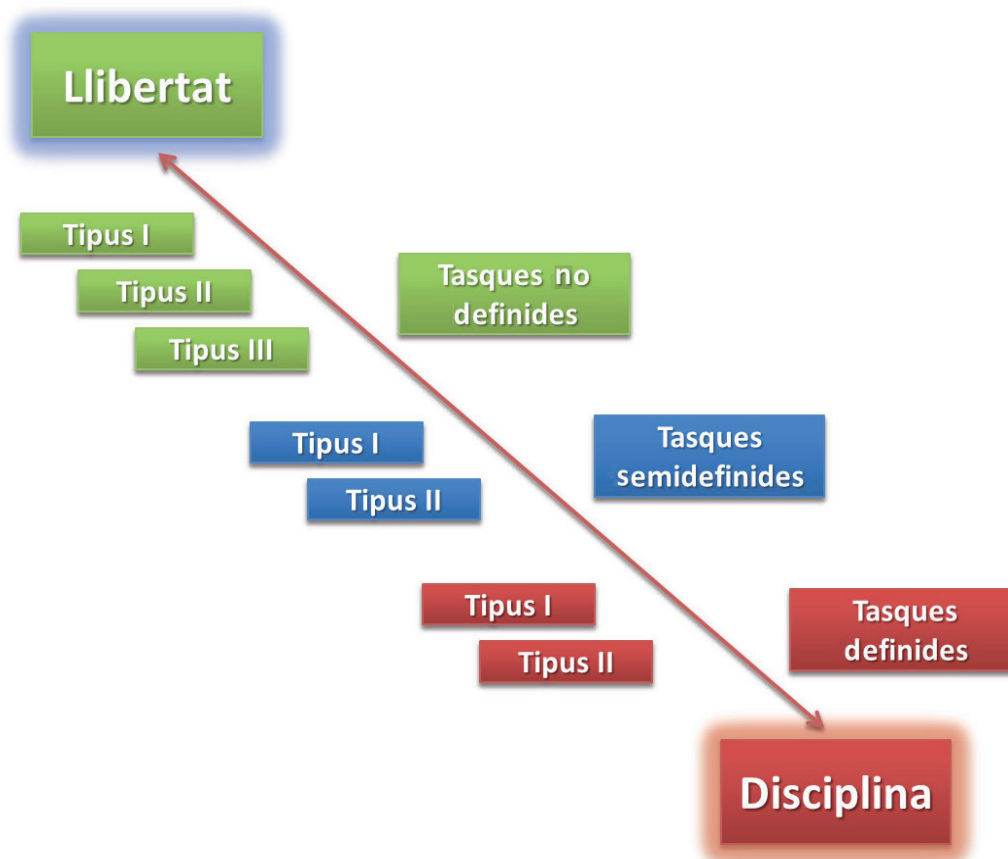 Llibertat
Tipus I
Tipus II
Tipus III
Tasques no
definides
Tipus I
Tipus II
Tasques
semidefinides
Tipus I
Tipus II
Tasques
definides
Disciplina